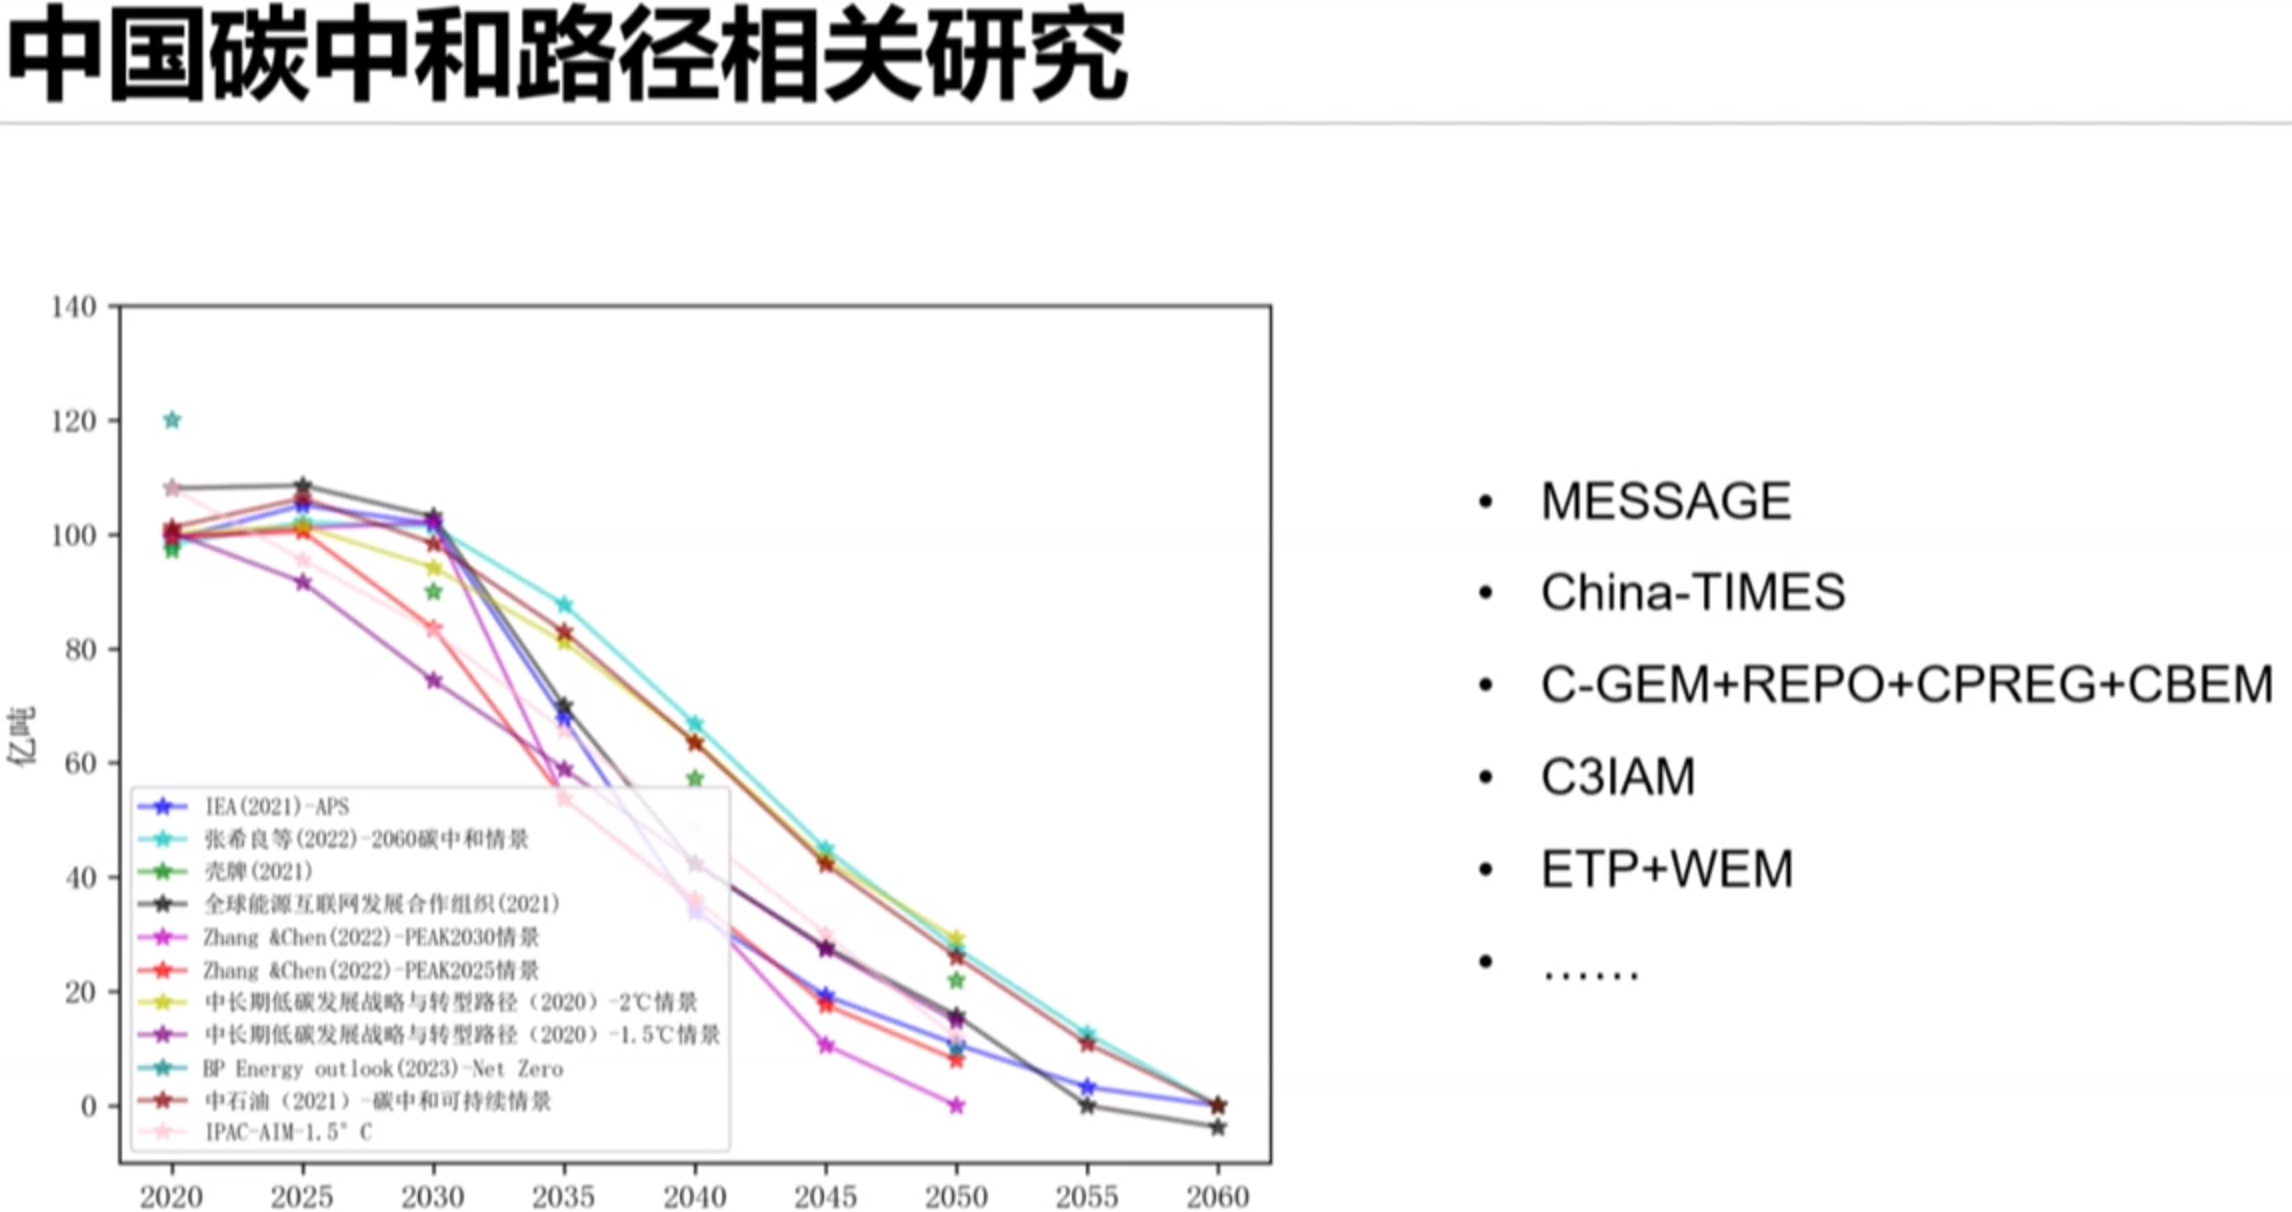 中国碳中和路径相关研究
140
120
100
80
60
40
20
0
亿吨
IEA(2021)-APS
张希良等(2022)-2060碳中和情景
壳牌(2021)
全球能源互联网发展合作组织(2021)
Zhang &Chen(2022)-PEAK2030情景
Zhang &Chen(2022)-PEAK2025情景
中长期低碳发展战略与转型路径（2020）-2℃情景
中长期低碳发展战略与转型路径（2020）-1.5℃情景
BP Energy outlook(2023)-Net Zero
中石油（2021）-碳中和可持续情景
IPAC-AIM-1.5° C
2020 2025 2030 2035 2040 2045 2050 2055 2060
• MESSAGE
• China-TIMES
• C-GEM+REPO+CPREG+CBEM
• C3IAM
• ETP+WEM
• ……